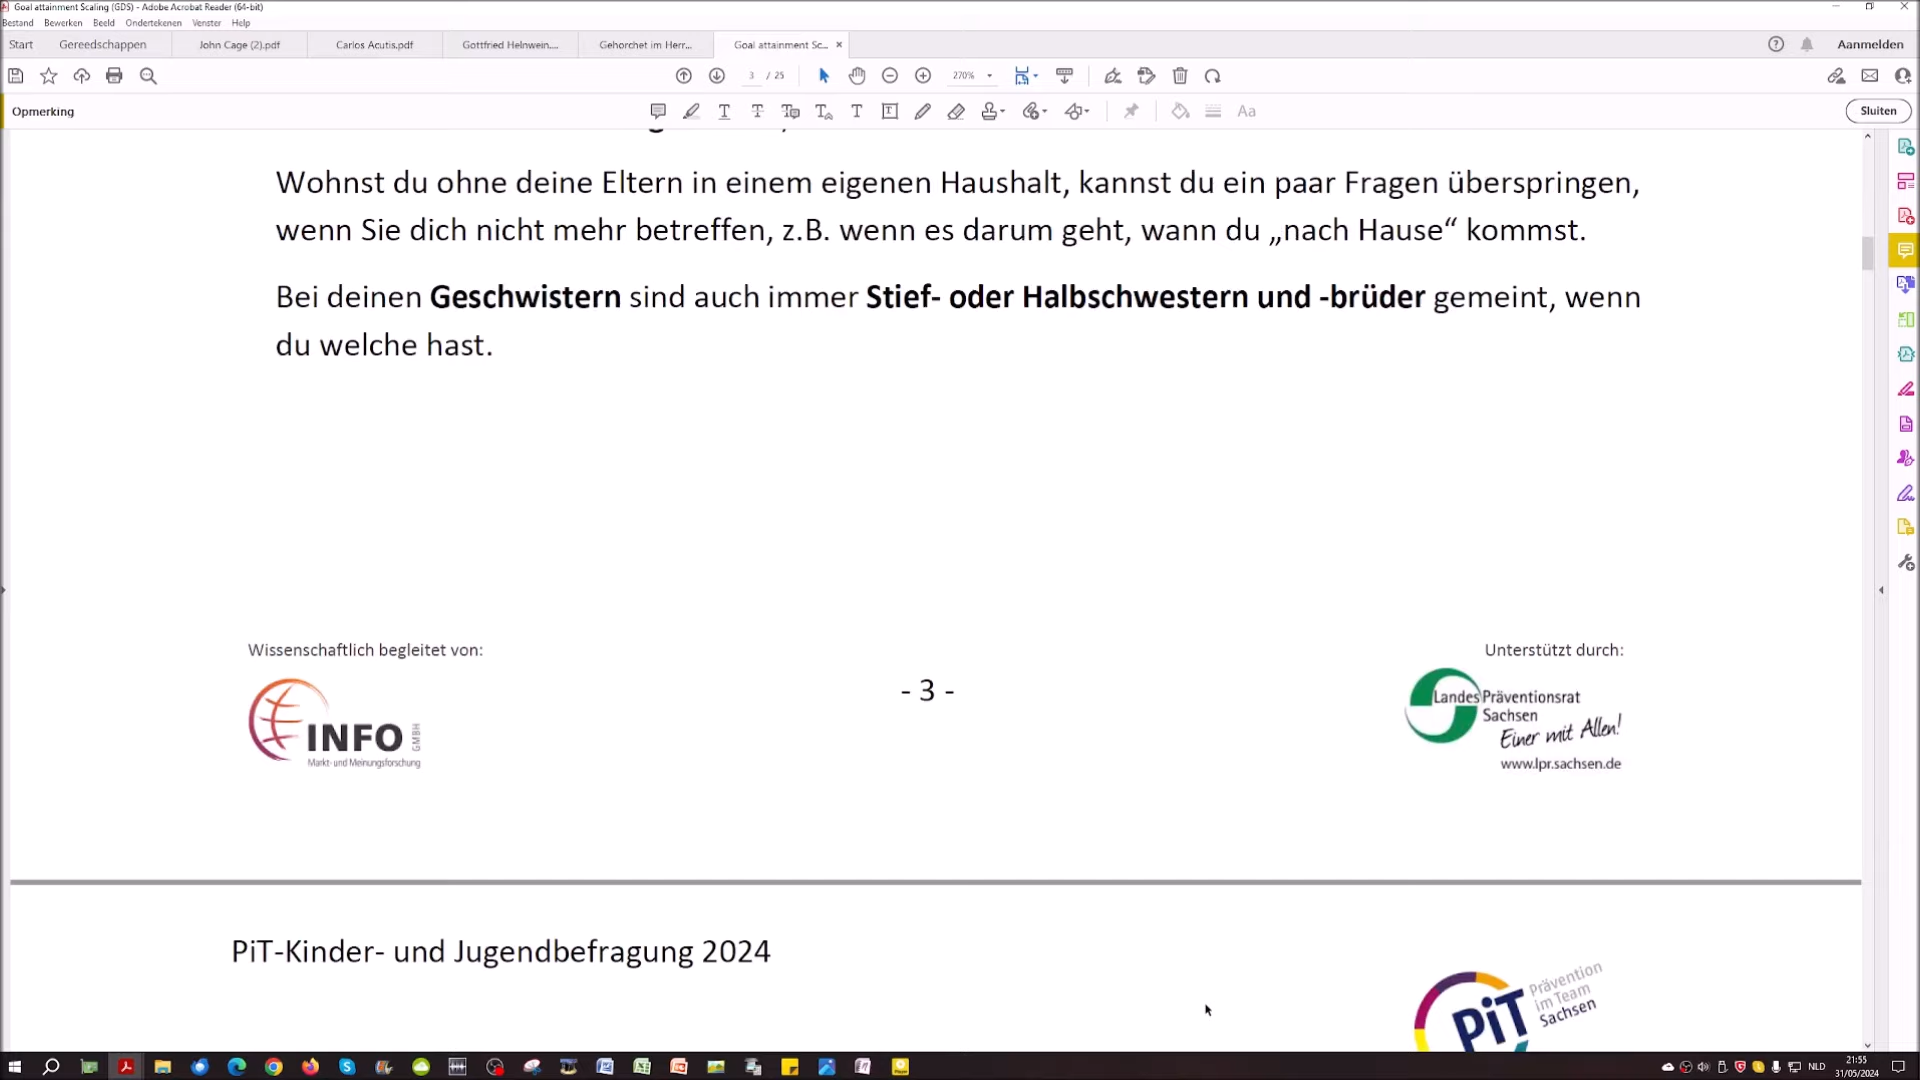 Goal attainment Scaling (GDS) - Adobe Acrobat Reader (64-bit)
Bestand Bewerken Beeld Ondertekenen Venster Help
Start Gereedschappen John Cage (2).pdf Carlos Acutis.pdf Gottfried Helnwein.... Gehorchet im Herr... Goal attainment Sc... × Aanmelden
3 / 25 270%
Opmerking Aa Sluiten
Wohnst du ohne deine Eltern in einem eigenen Haushalt, kannst du ein paar Fragen überspringen,
wenn Sie dich nicht mehr betreffen, z.B. wenn es darum geht, wann du „nach Hause“ kommst.
Bei deinen Geschwistern sind auch immer Stief- oder Halbschwestern und -brüder gemeint, wenn
du welche hast.
Wissenschaftlich begleitet von: Unterstützt durch:
- 3 -
INFO GMBH
Markt- und Meinungsforschung
LandesPräventionsrat
Sachsen
Einer mit Allen!
www.lpr.sachsen.de
PiT-Kinder- und Jugendbefragung 2024
PiT Prävention
im Team
Sachsen
NLD 21:55
31/05/2024